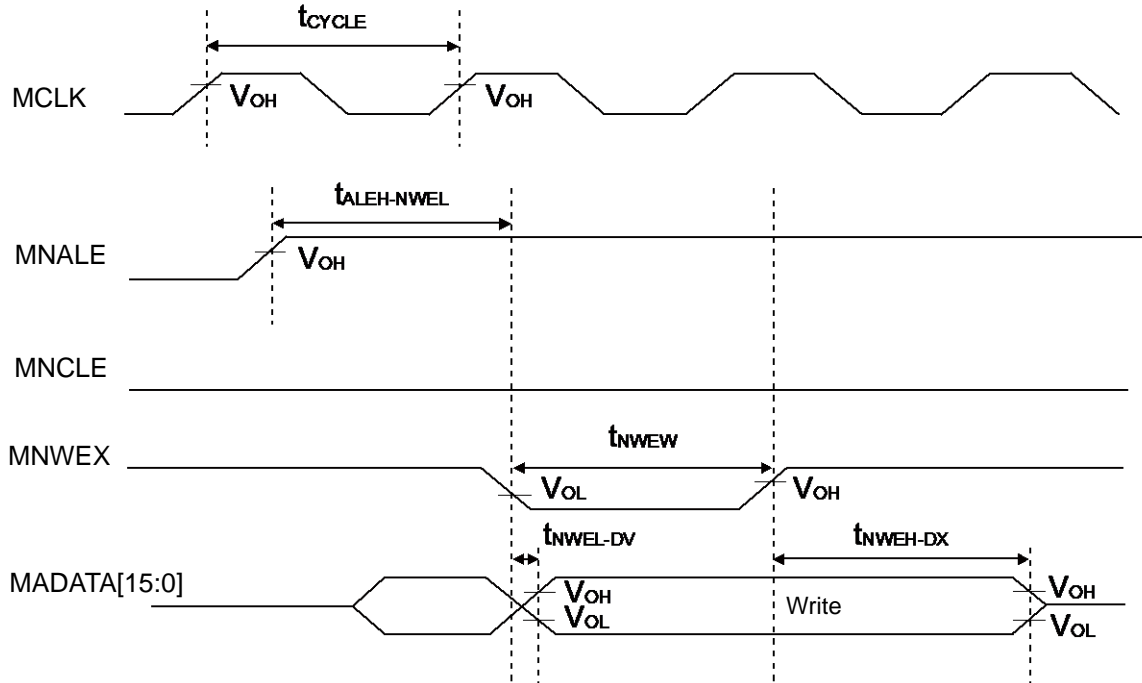 tCYCLE
MCLK
VOH
VOH
tALEH-NWEL
MNALE
VOH
MNCLE
MNWEX
tNWEW
VOL
VOH
tNWEL-DV
tNWEH-DX
MADATA[15:0]
VOH
VOL
Write
VOH
VOL